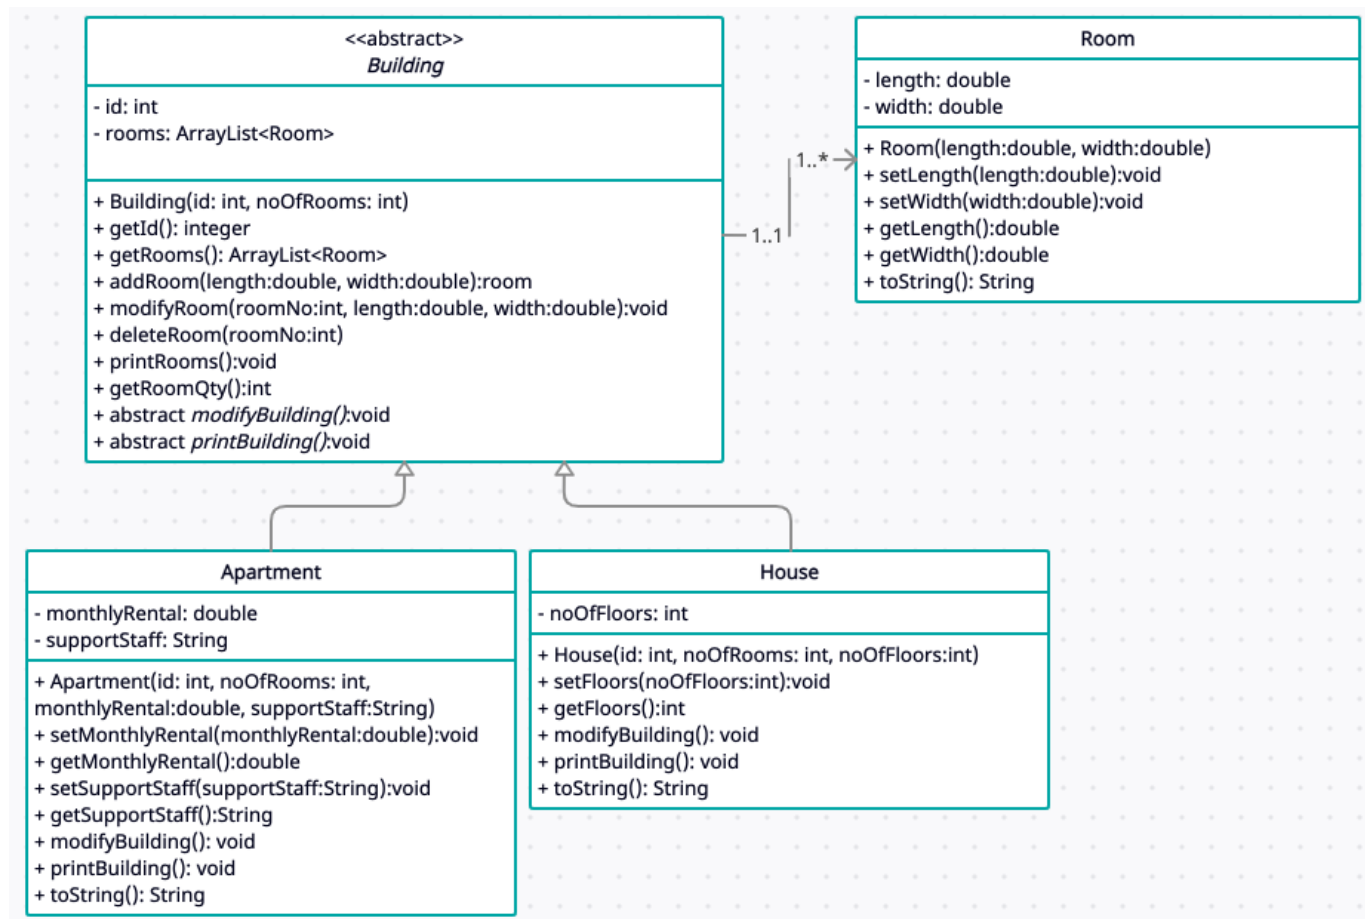 <<abstract>>
Building
- id: int
- rooms: ArrayList<Room>
+ Building(id: int, noOfRooms: int)
+ getId(): integer
+ getRooms(): ArrayList<Room>
+ addRoom(length:double, width:double):room
+ modifyRoom(roomNo:int, length:double, width:double):void
+ deleteRoom(roomNo:int)
+ printRooms():void
+ getRoomQty():int
+ abstract modifyBuilding():void
+ abstract printBuilding():void
1..1
1..*
Room
- length: double
- width: double
+ Room(length:double, width:double)
+ setLength(length:double):void
+ setWidth(width:double):void
+ getLength():double
+ getWidth():double
+ toString(): String
Apartment
- monthlyRental: double
- supportStaff: String
+ Apartment(id: int, noOfRooms: int,
monthlyRental:double, supportStaff:String)
+ setMonthlyRental(monthlyRental:double):void
+ getMonthlyRental():double
+ setSupportStaff(supportStaff:String):void
+ getSupportStaff():String
+ modifyBuilding(): void
+ printBuilding(): void
+ toString(): String
House
- noOfFloors: int
+ House(id: int, noOfRooms: int, noOfFloors:int)
+ setFloors(noOfFloors:int):void
+ getFloors():int
+ modifyBuilding(): void
+ printBuilding(): void
+ toString(): String